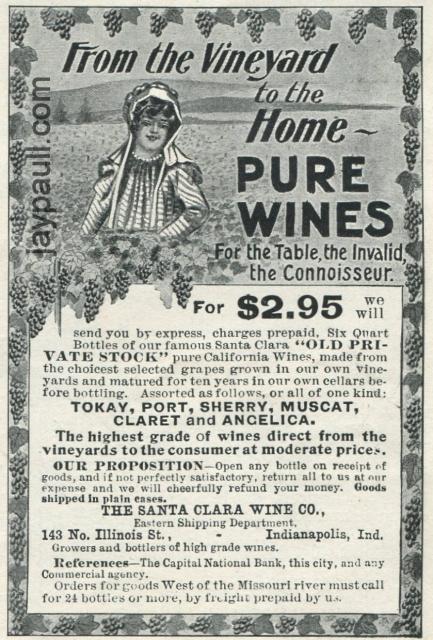 From the Vineyard
to the
Home~
PURE
WINES
For the Table, the Invalid,
the Connoisseur.
jaypaull.com
For $2.95 we will
send you by express, charges prepaid, Six Quart
Bottles of our famous Santa Clara "OLD PRI-
VATE STOCK" pure California Wines, made from
the choicest selected grapes grown in our own vine-
yards and matured for ten years in our own cellars be-
fore bottling. Assorted as follows, or all of one kind:
TOKAY, PORT, SHERRY, MUSCAT,
CLARET and ANGELICA.
The highest grade of wines direct from the
vineyards to the consumer at moderate prices.
OUR PROPOSITION—Open any bottle on receipt of
goods, and if not perfectly satisfactory, return all to us at our
expense and we will cheerfully refund your money. Goods
shipped in plain cases.
THE SANTA CLARA WINE CO.,
Eastern Shipping Department,
143 No. Illinois St., - Indianapolis, Ind.
Growers and bottlers of high grade wines.
References—The Capital National Bank, this city, and any
Commercial agency.
Orders for goods West of the Missouri river must call
for 24 bottles or more, by freight prepaid by us.